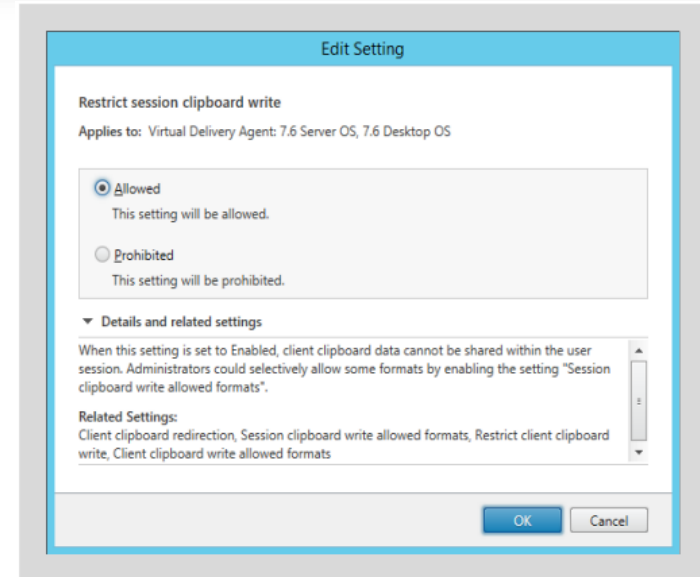 Edit Setting
Restrict session clipboard write
Applies to: Virtual Delivery Agent: 7.6 Server OS, 7.6 Desktop OS
Allowed
This setting will be allowed.
Prohibited
This setting will be prohibited.
Details and related settings
When this setting is set to Enabled, client clipboard data cannot be shared within the user
session. Administrators could selectively allow some formats by enabling the setting "Session
clipboard write allowed formats".
Related Settings:
Client clipboard redirection, Session clipboard write allowed formats, Restrict client clipboard
write, Client clipboard write allowed formats
OK Cancel